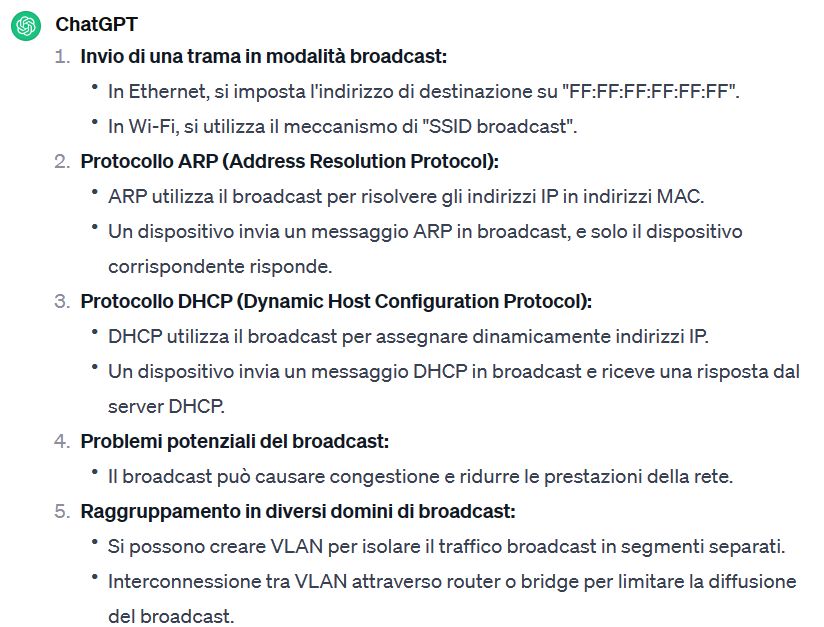 ChatGPT
1. Invio di una trama in modalità broadcast:
• In Ethernet, si imposta l'indirizzo di destinazione su "FF:FF:FF:FF:FF:FF".
• In Wi-Fi, si utilizza il meccanismo di "SSID broadcast".
2. Protocollo ARP (Address Resolution Protocol):
• ARP utilizza il broadcast per risolvere gli indirizzi IP in indirizzi MAC.
• Un dispositivo invia un messaggio ARP in broadcast, e solo il dispositivo
corrispondente risponde.
3. Protocollo DHCP (Dynamic Host Configuration Protocol):
• DHCP utilizza il broadcast per assegnare dinamicamente indirizzi IP.
• Un dispositivo invia un messaggio DHCP in broadcast e riceve una risposta dal
server DHCP.
4. Problemi potenziali del broadcast:
• Il broadcast può causare congestione e ridurre le prestazioni della rete.
5. Raggruppamento in diversi domini di broadcast:
• Si possono creare VLAN per isolare il traffico broadcast in segmenti separati.
• Interconnessione tra VLAN attraverso router o bridge per limitare la diffusione
del broadcast.